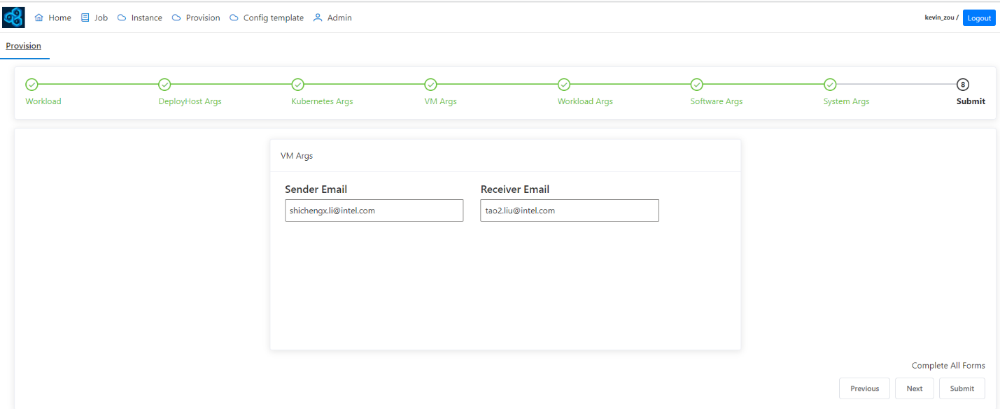 Home Job Instance Provision Config template Admin kevin_zou / Logout
Provision
8
Workload DeployHost Args Kubernetes Args VM Args Workload Args Software Args System Args Submit
VM Args
Sender Email Receiver Email
shichengx.li@intel.com tao2.liu@intel.com
Complete All Forms
Previous Next Submit